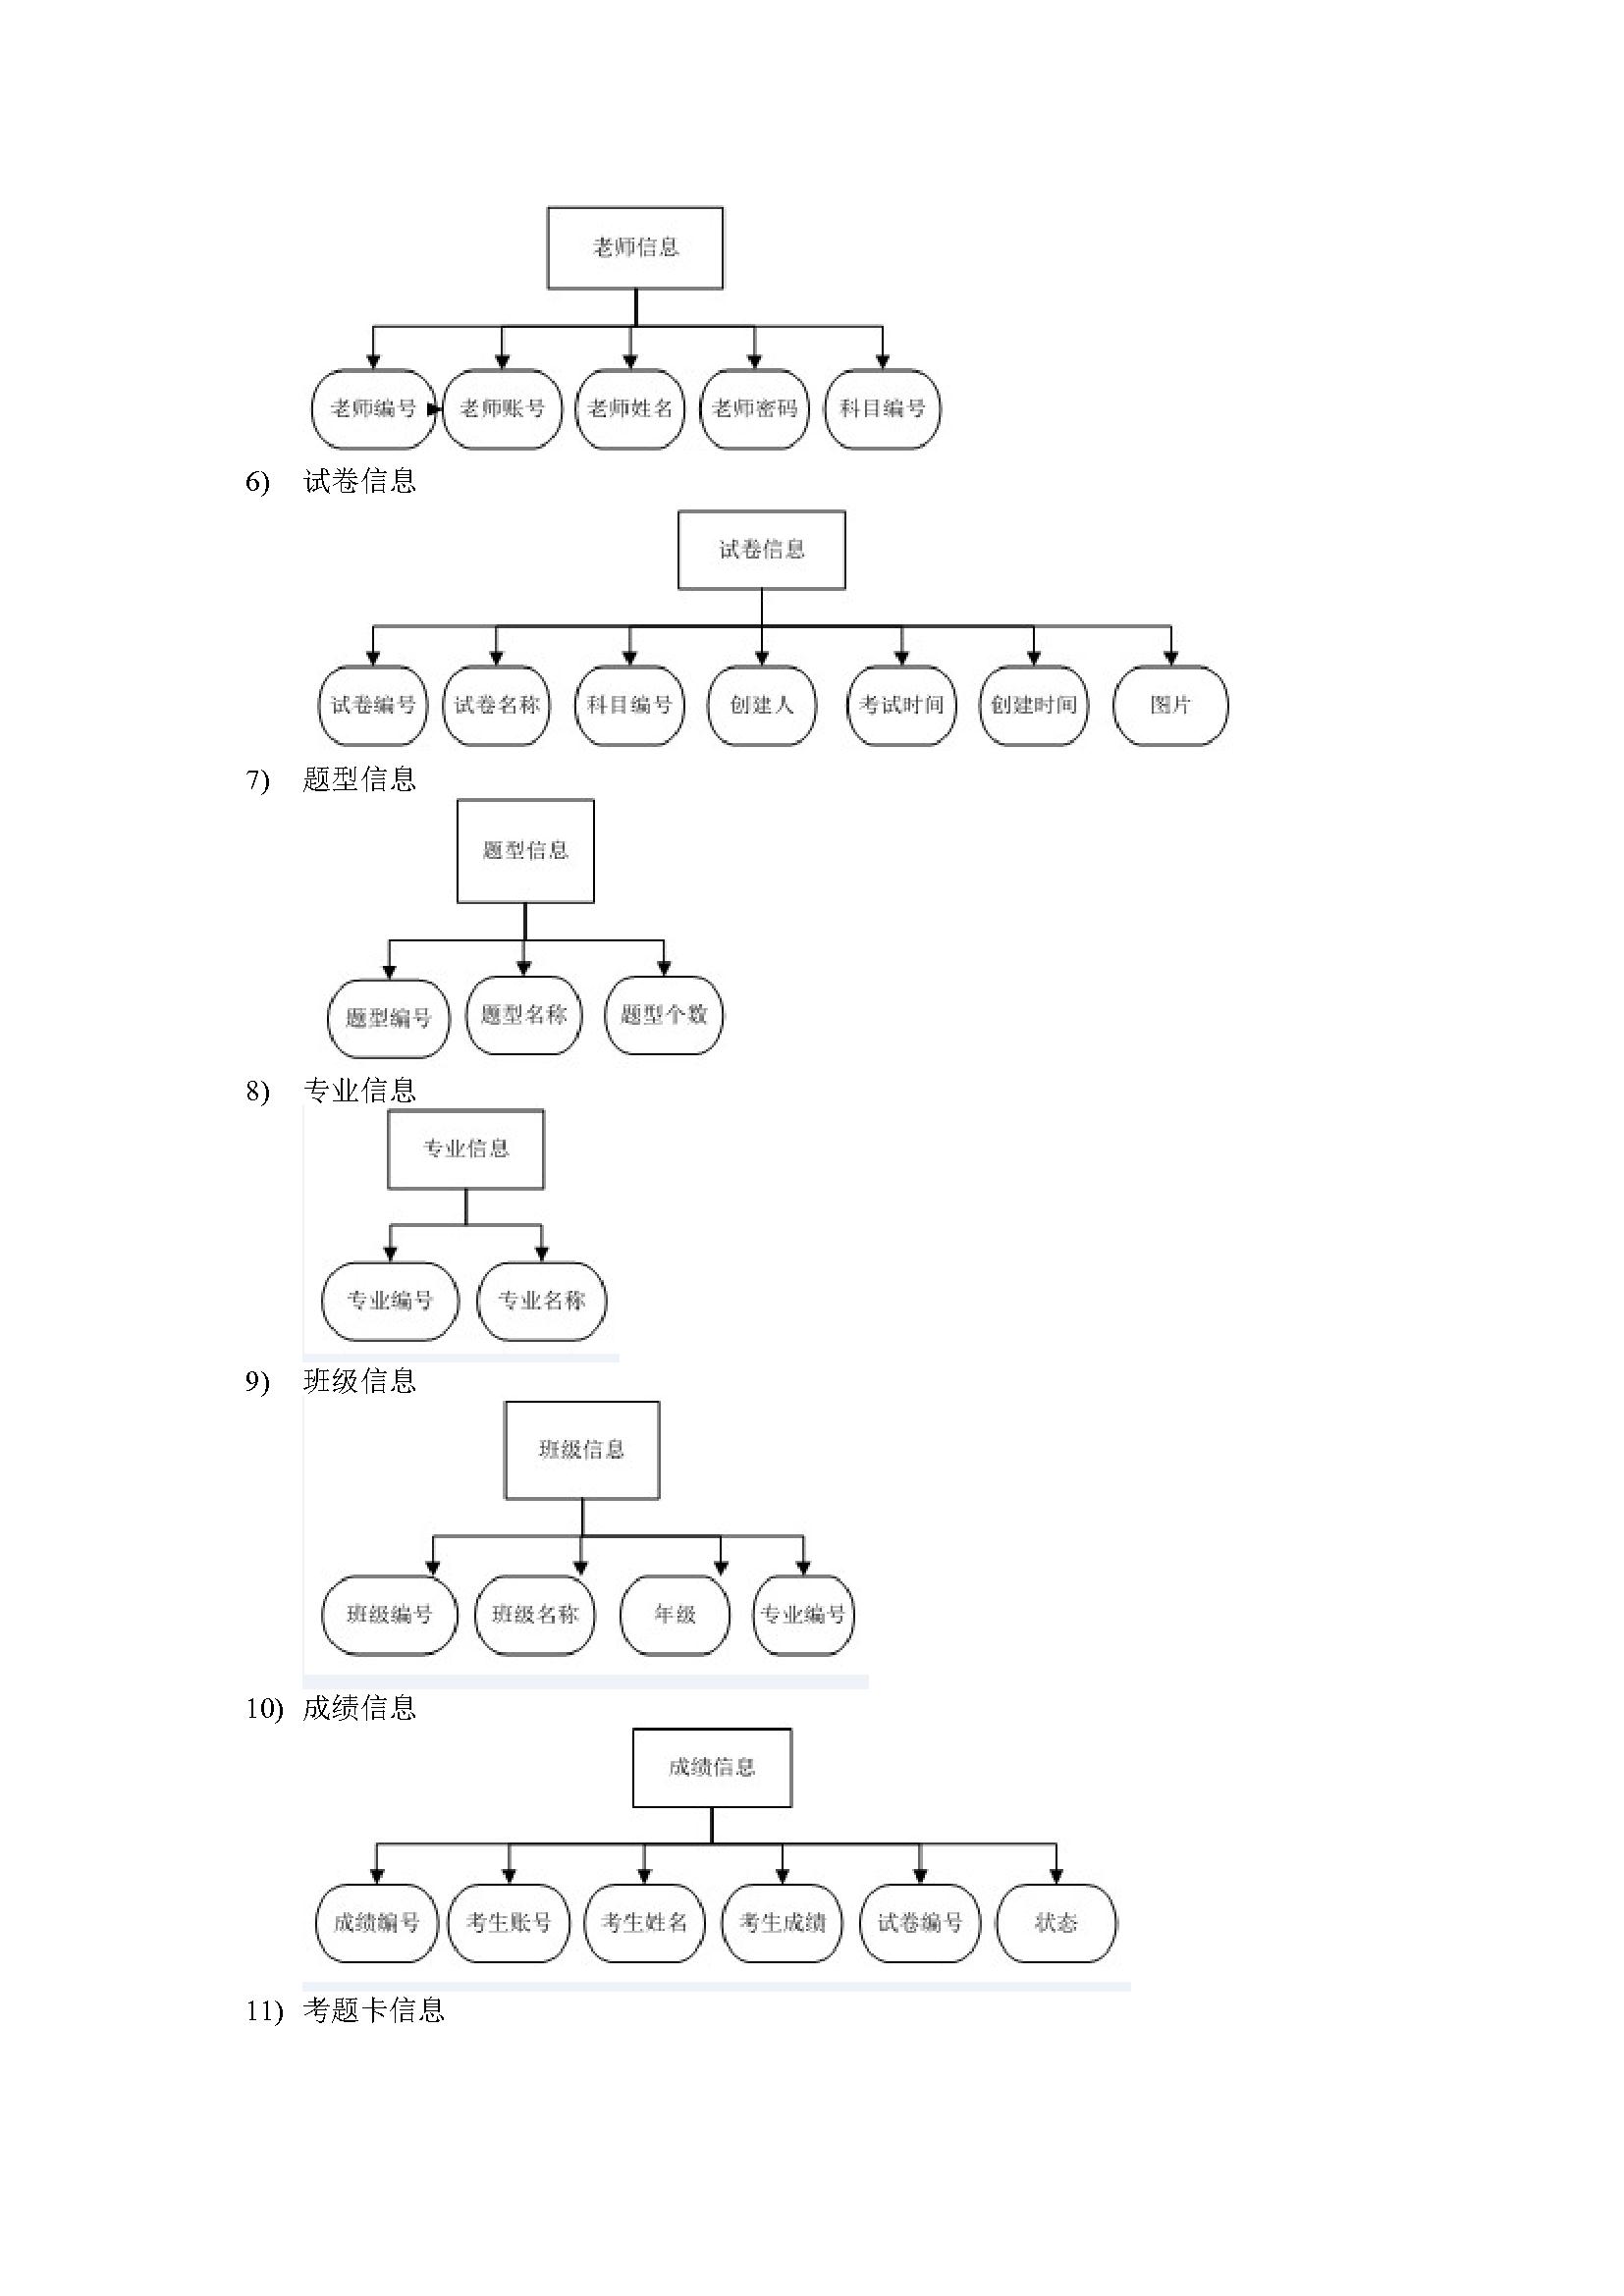 老师信息
老师编号 老师账号 老师姓名 老师密码 科目编号
6) 试卷信息
试卷信息
试卷编号 试卷名称 科目编号 创建人 考试时间 创建时间 图片
7) 题型信息
题型信息
题型编号 题型名称 题型个数
8) 专业信息
专业信息
专业编号 专业名称
9) 班级信息
班级信息
班级编号 班级名称 年级 专业编号
10) 成绩信息
成绩信息
成绩编号 考生账号 考生姓名 考生成绩 试卷编号 状态
11) 考题卡信息